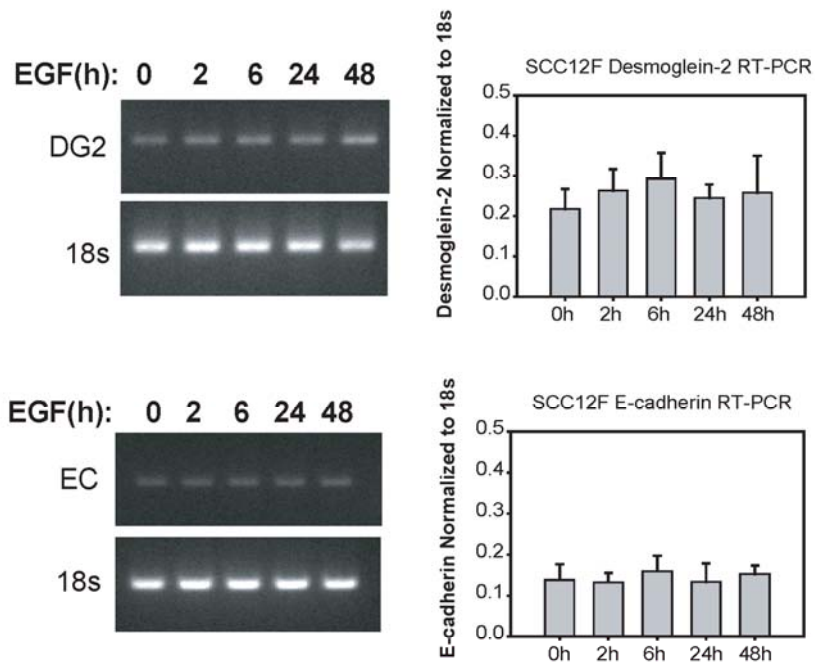 EGF(h): 0 2 6 24 48
DG2
18s
SCC12F Desmoglein-2 RT-PCR
Desmoglein-2 Normalized to 18s
0.5
0.4
0.3
0.2
0.1
0.0
0h 2h 6h 24h 48h
EGF(h): 0 2 6 24 48
EC
18s
SCC12F E-cadherin RT-PCR
E-cadherin Normalized to 18s
0.5
0.4
0.3
0.2
0.1
0.0
0h 2h 6h 24h 48h